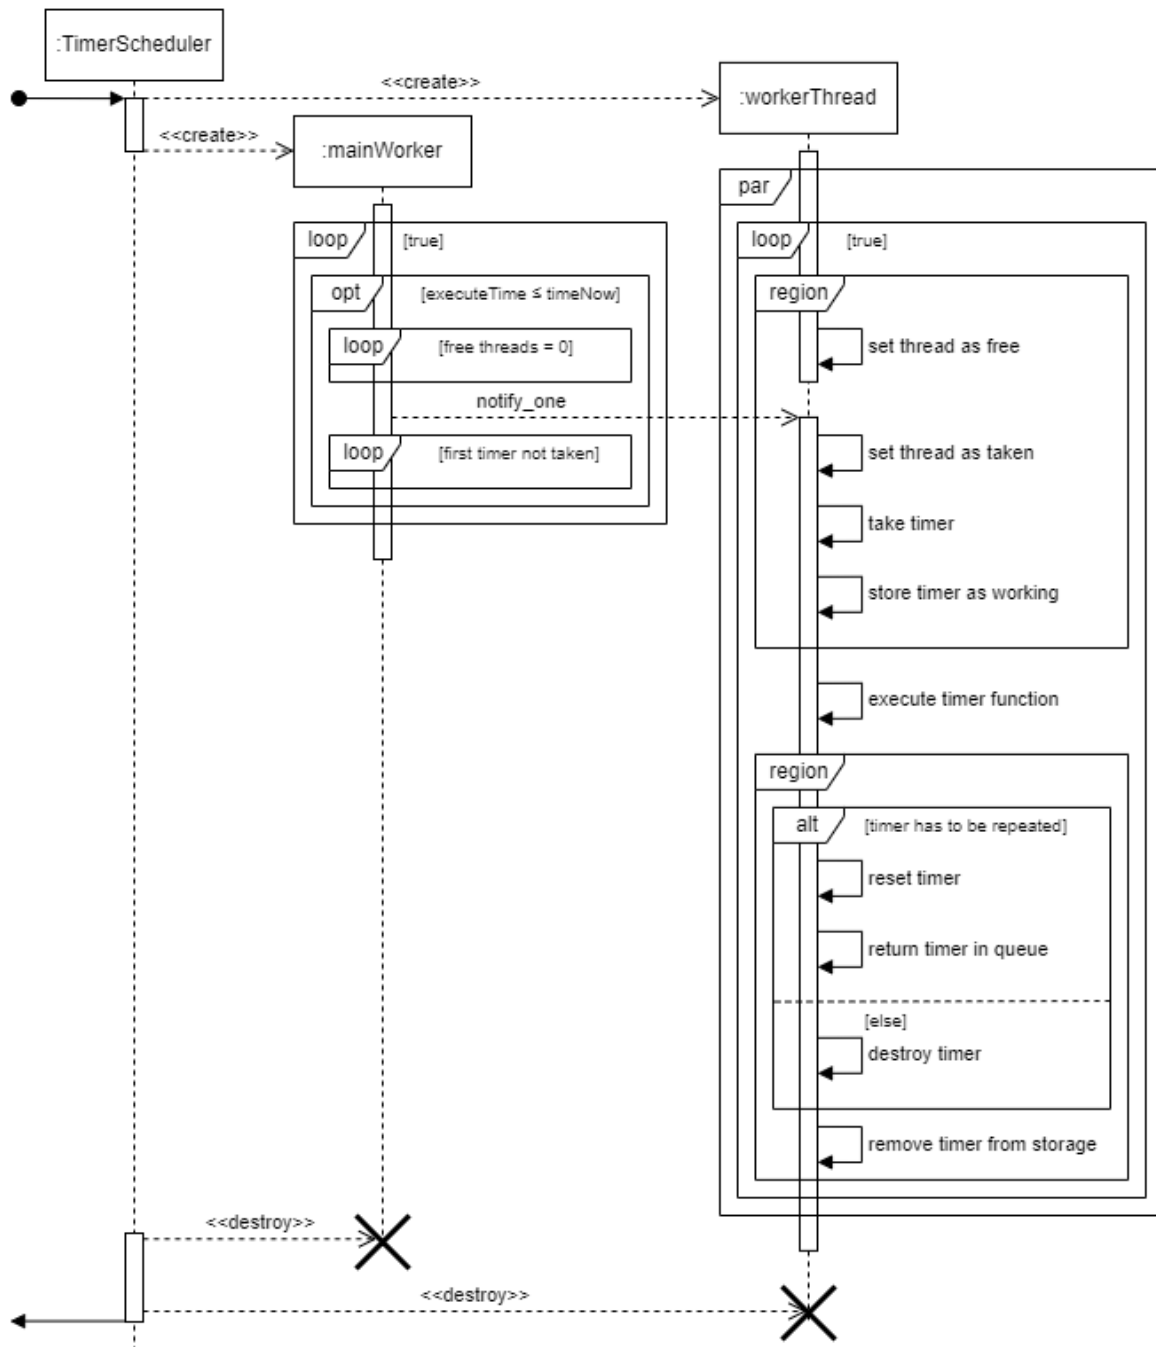 :TimerScheduler
<<create>>
:workerThread
<<create>>
:mainWorker
par
loop
[true]
loop
[true]
opt
[executeTime ≤ timeNow]
region
loop
[free threads = 0]
set thread as free
notify_one
loop
[first timer not taken]
set thread as taken
take timer
store timer as working
execute timer function
region
alt
[timer has to be repeated]
reset timer
return timer in queue
[else]
destroy timer
remove timer from storage
<<destroy>>
<<destroy>>